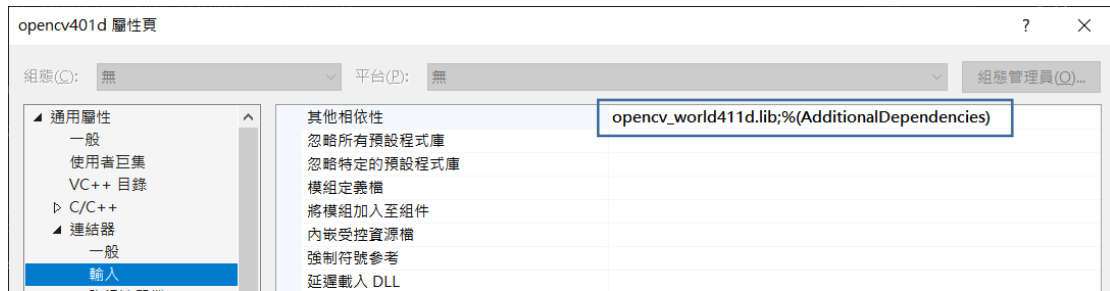 opencv401d 屬性頁
組態(C): 無 平台(P): 無 組態管理員(O)...
通用屬性
一般
使用者巨集
VC++ 目錄
C/C++
連結器
一般
輸入
其他相依性 opencv_world411d.lib;%(AdditionalDependencies)
忽略所有預設程式庫
忽略特定的預設程式庫
模組定義檔
將模組加入至組件
內嵌受控資源檔
強制符號參考
延遲載入 DLL